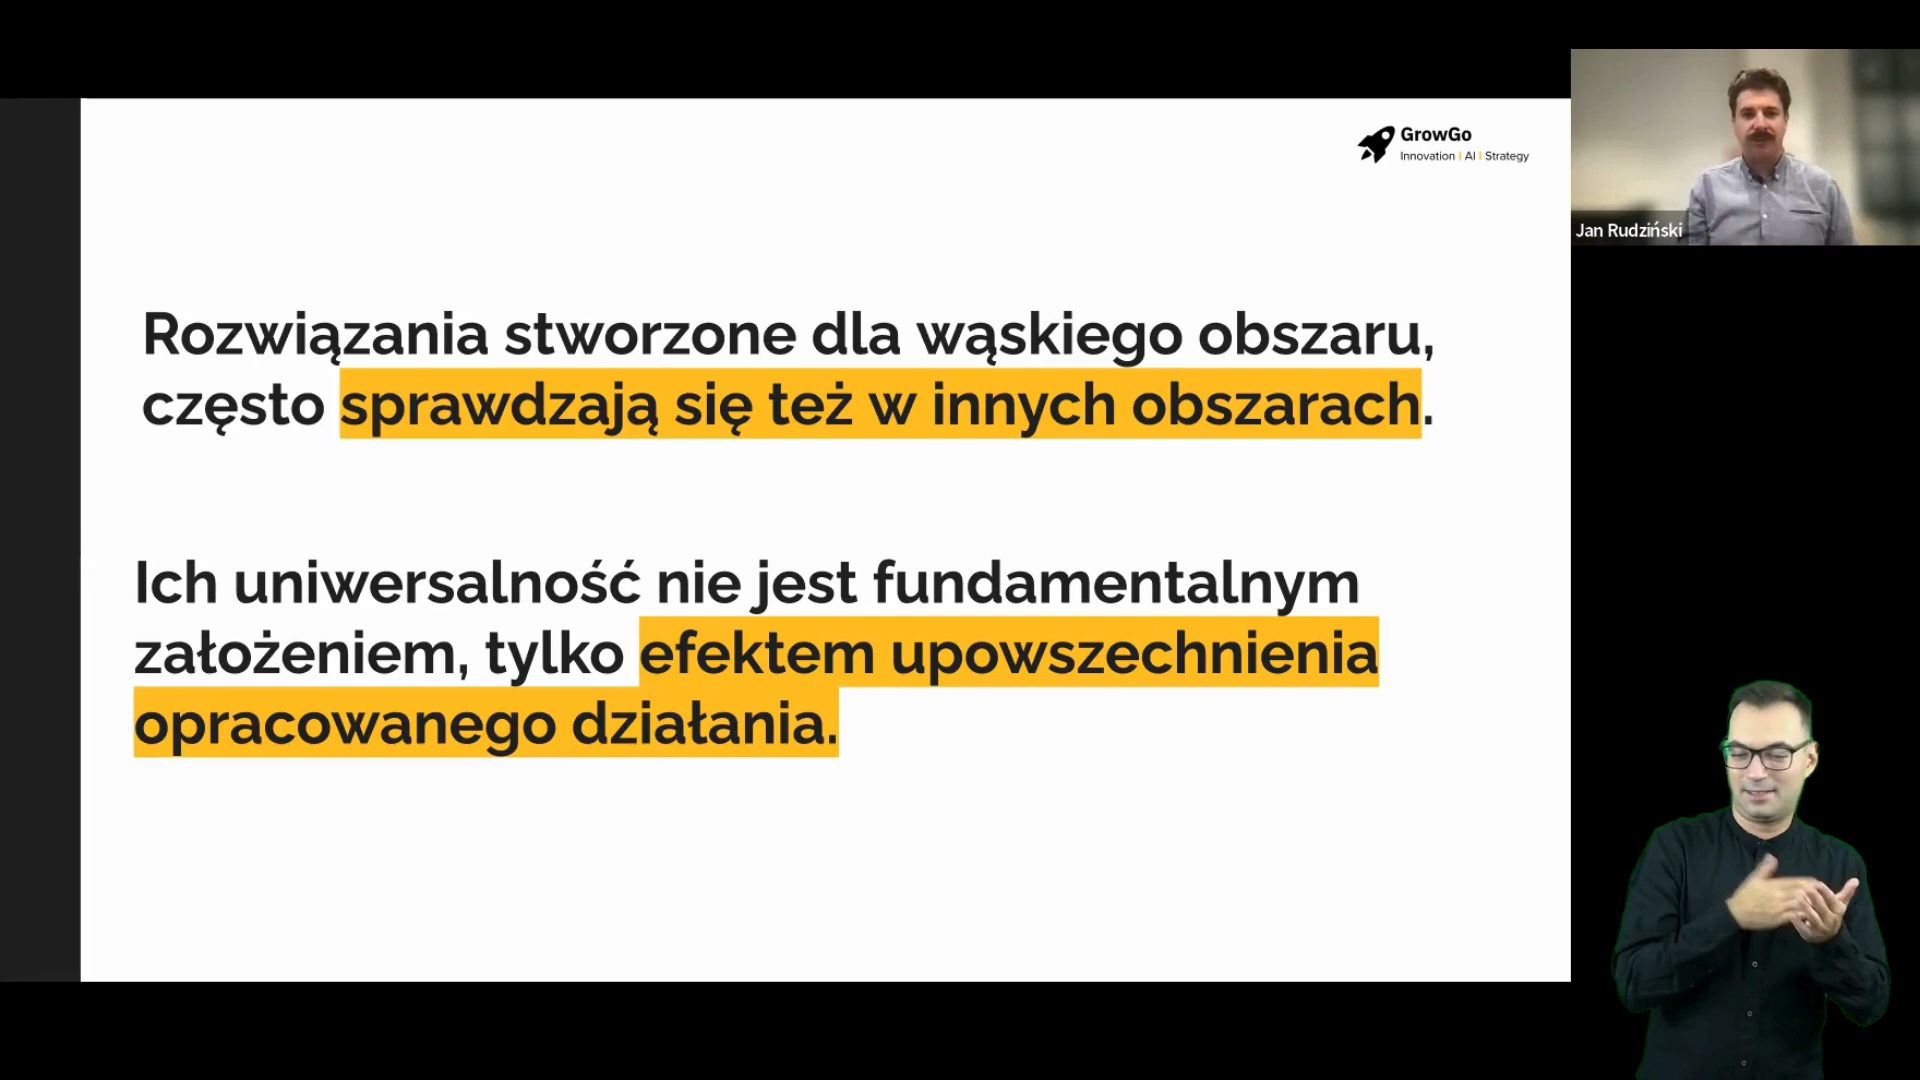 GrowGo
Innovation | AI | Strategy
Jan Rudziński
Rozwiązania stworzone dla wąskiego obszaru,
często sprawdzają się też w innych obszarach.
Ich uniwersalność nie jest fundamentalnym
założeniem, tylko efektem upowszechnienia
opracowanego działania.